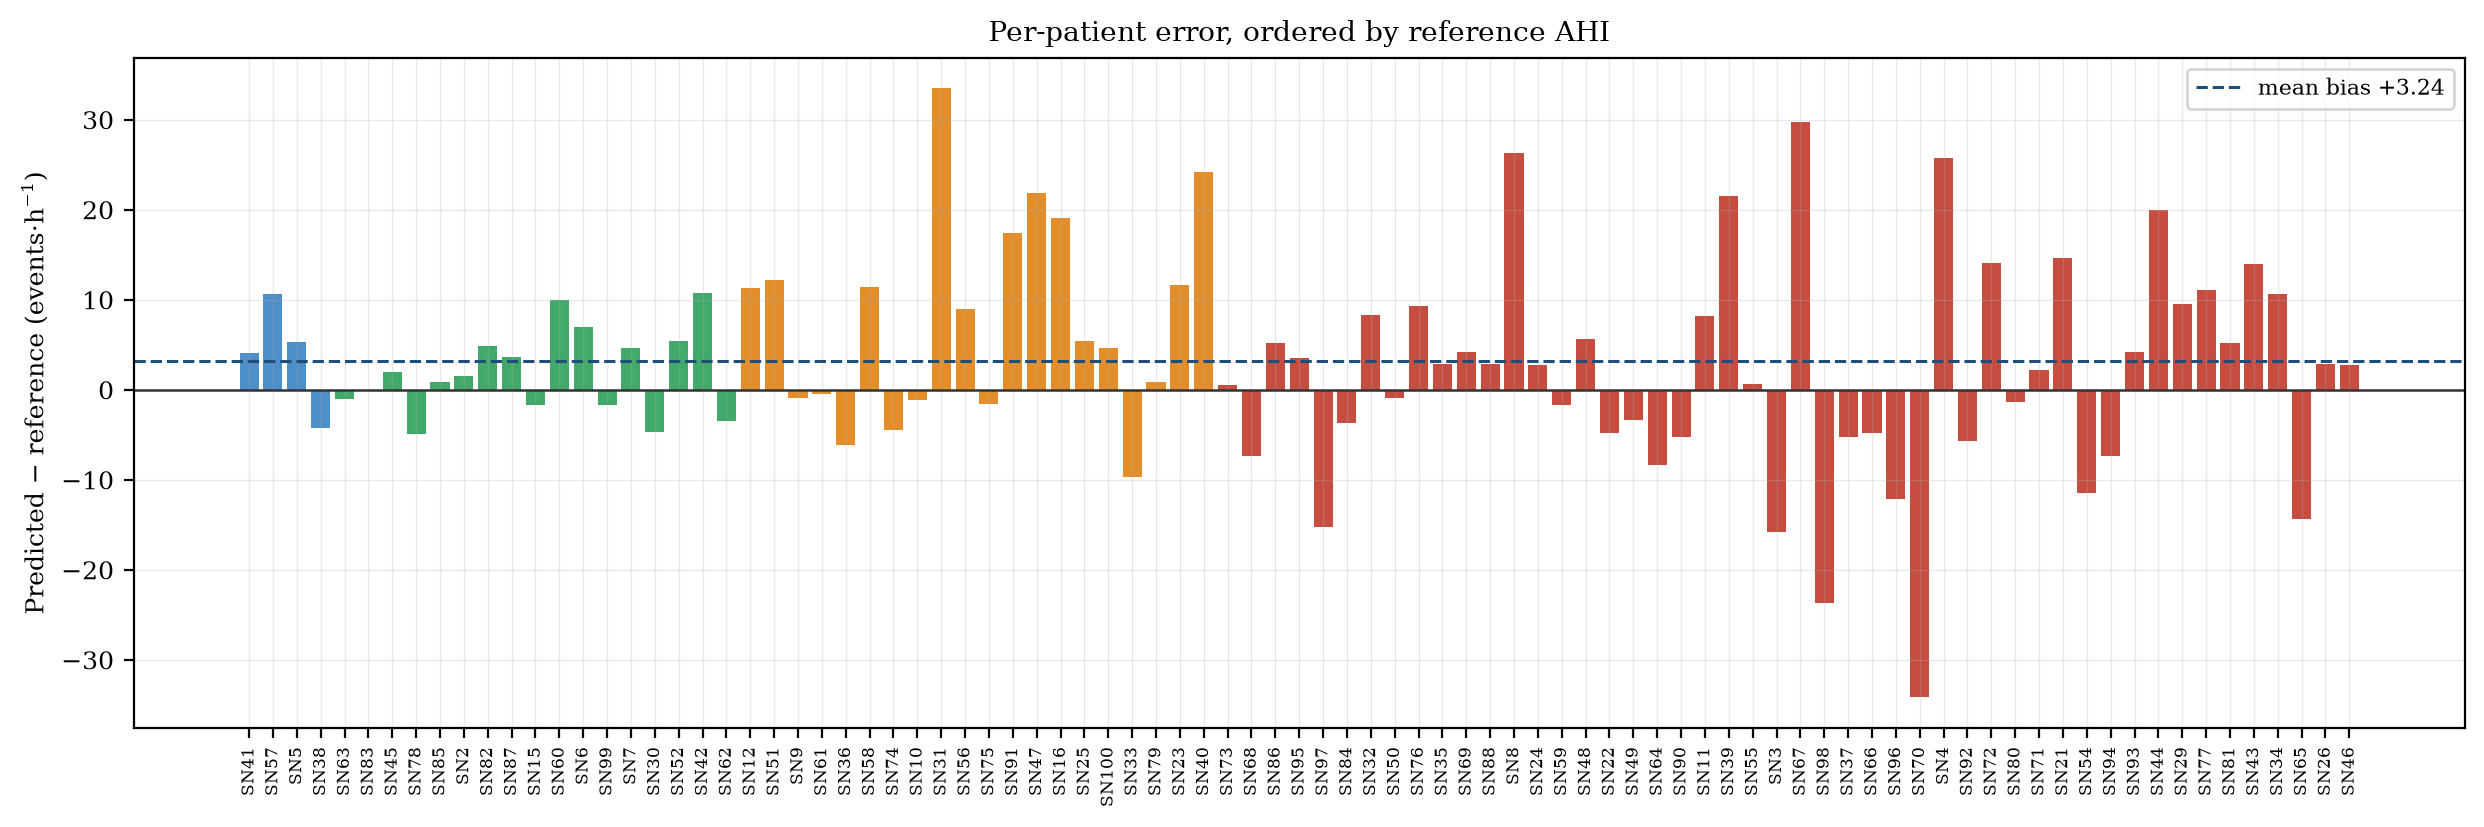 Per-patient error, ordered by reference AHI
mean bias +3.24
Predicted − reference (events·h⁻¹)
30
20
10
0
−10
−20
−30
SN41
SN57
SN5
SN38
SN63
SN83
SN45
SN78
SN85
SN2
SN82
SN87
SN15
SN60
SN6
SN99
SN7
SN30
SN52
SN42
SN62
SN12
SN51
SN9
SN61
SN36
SN58
SN74
SN10
SN31
SN56
SN75
SN91
SN47
SN16
SN25
SN100
SN33
SN79
SN23
SN40
SN73
SN68
SN86
SN95
SN97
SN84
SN32
SN50
SN76
SN35
SN69
SN88
SN8
SN24
SN59
SN48
SN22
SN49
SN64
SN90
SN11
SN39
SN55
SN3
SN67
SN98
SN37
SN66
SN96
SN70
SN4
SN92
SN72
SN80
SN71
SN21
SN54
SN94
SN93
SN44
SN29
SN77
SN81
SN43
SN34
SN65
SN26
SN46